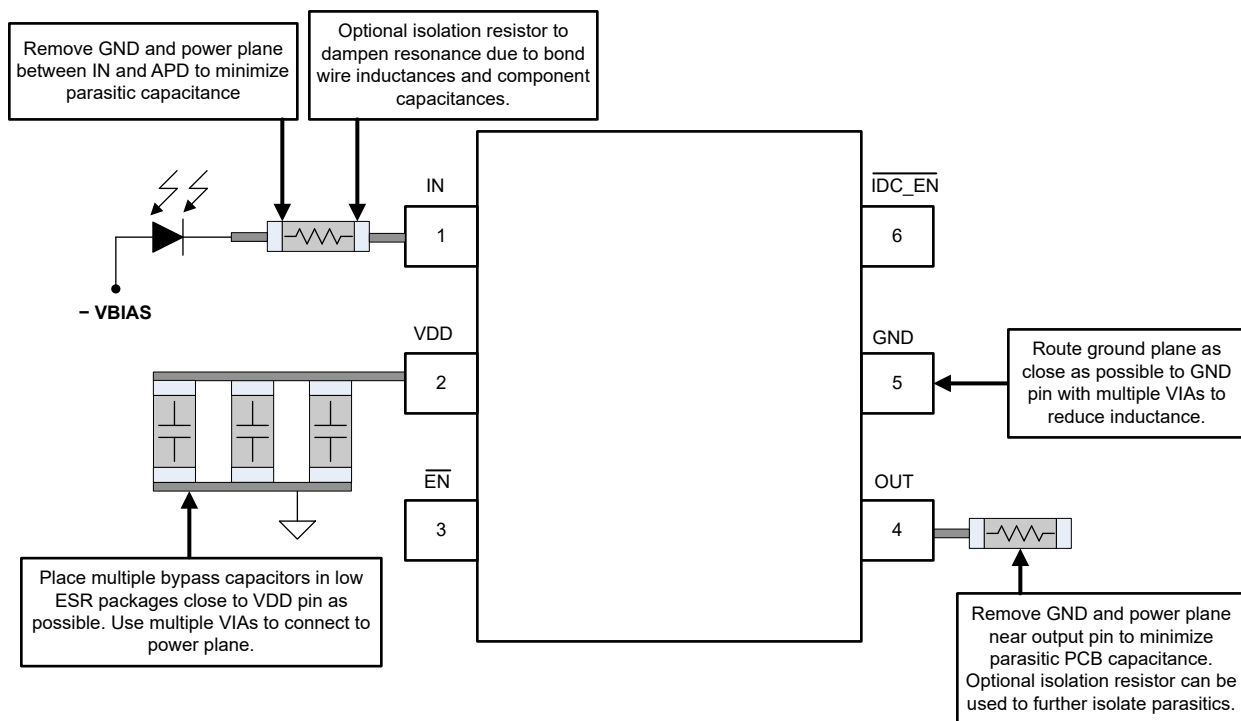 Remove GND and power plane
between IN and APD to minimize
parasitic capacitance
Optional isolation resistor to
dampen resonance due to bond
wire inductances and component
capacitances.
IN
1
− VBIAS
VDD
2
EN
3
Place multiple bypass capacitors in low
ESR packages close to VDD pin as
possible. Use multiple VIAs to connect to
power plane.
IDC_EN
6
GND
5
Route ground plane as
close as possible to GND
pin with multiple VIAs to
reduce inductance.
OUT
4
Remove GND and power plane
near output pin to minimize
parasitic PCB capacitance.
Optional isolation resistor can be
used to further isolate parasitics.